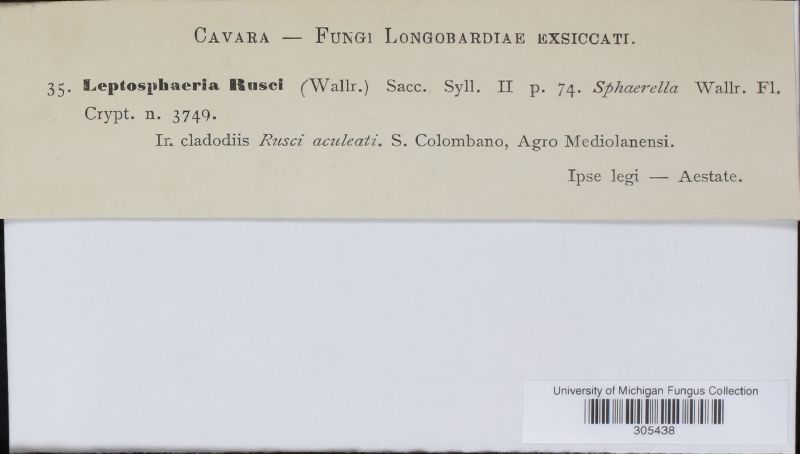 Cavara — Fungi Longobardiae exsiccati.
35. Leptosphaeria Rusci (Wallr.) Sacc. Syll. II p. 74. Sphaerella Wallr. Fl.
Crypt. n. 3749.
In cladodiis Rusci aculeati. S. Colombano, Agro Mediolanensi.
Ipse legi — Aestate.
University of Michigan Fungus Collection
305438